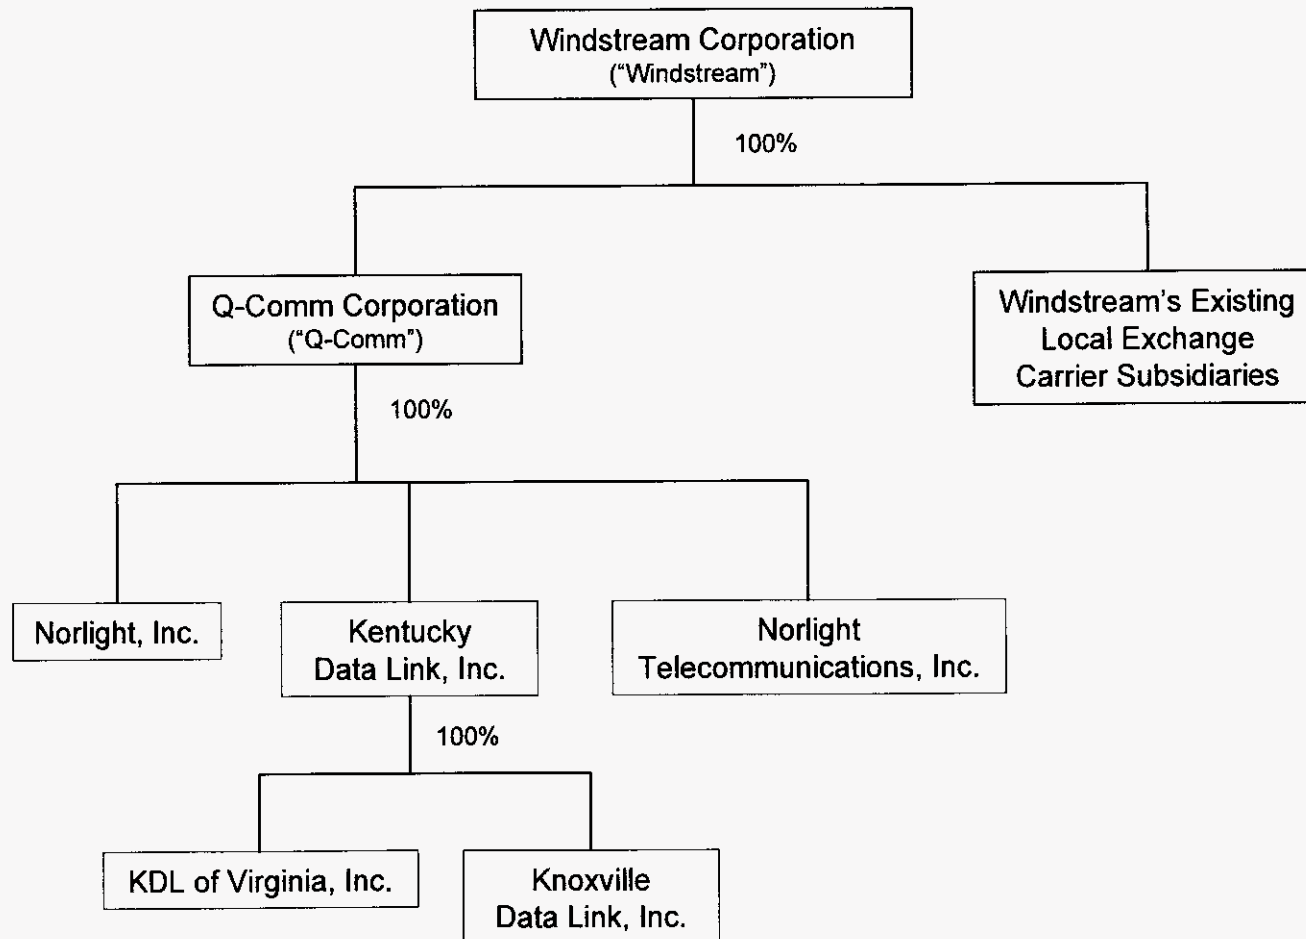 Windstream Corporation
(“Windstream”)
100%
Q-Comm Corporation
(“Q-Comm”)
Windstream’s Existing
Local Exchange
Carrier Subsidiaries
100%
Norlight, Inc.
Kentucky
Data Link, Inc.
Norlight
Telecommunications, Inc.
100%
KDL of Virginia, Inc.
Knoxville
Data Link, Inc.